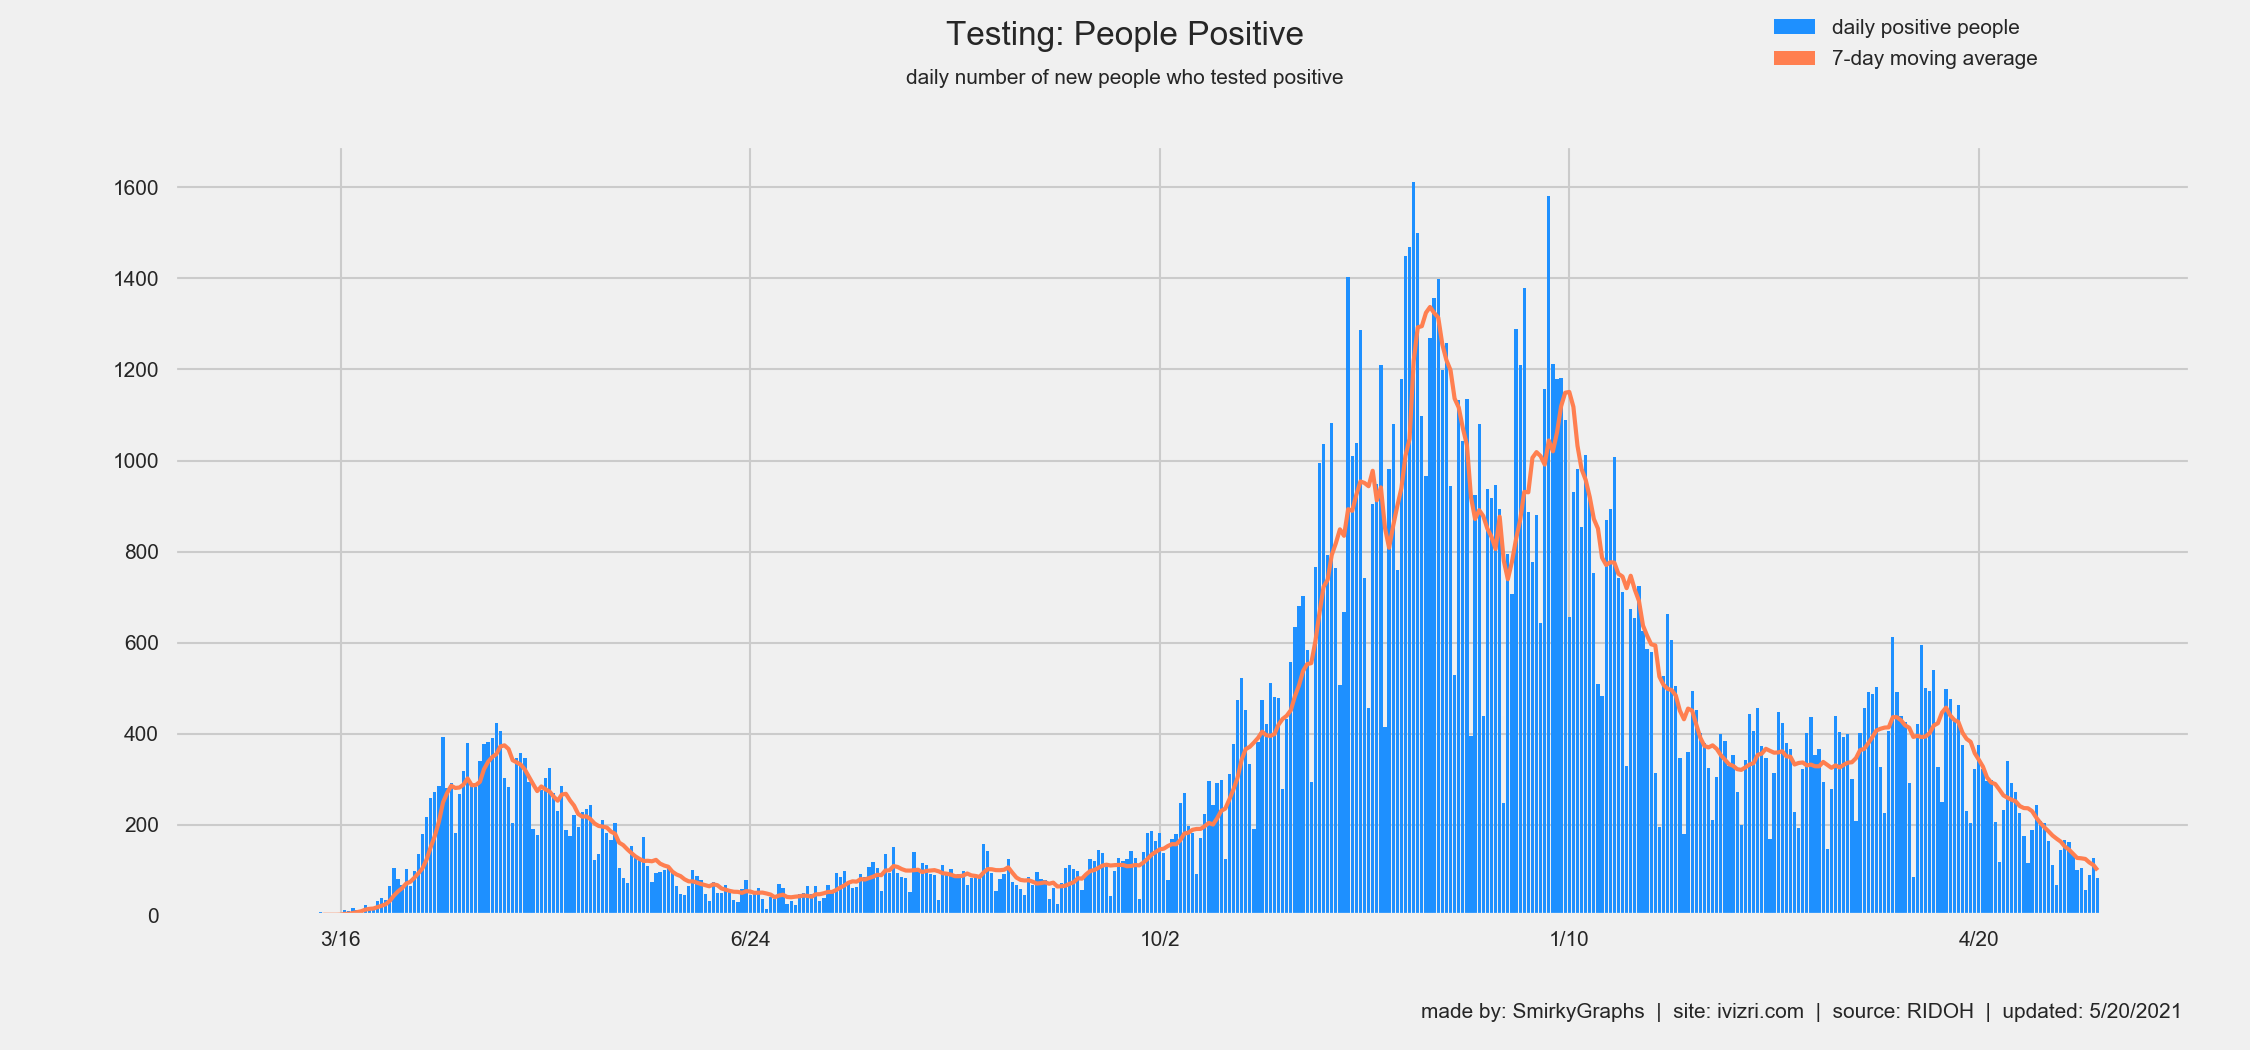 Testing: People Positive
daily number of new people who tested positive
daily positive people
7-day moving average
1600
1400
1200
1000
800
600
400
200
0
3/16 6/24 10/2 1/10 4/20
made by: SmirkyGraphs | site: ivizri.com | source: RIDOH | updated: 5/20/2021